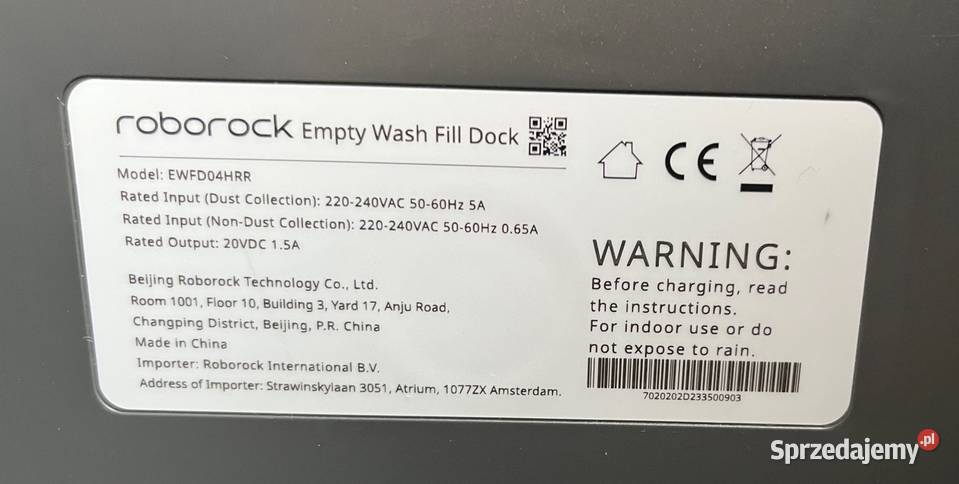 roborock Empty Wash Fill Dock
Model: EWFD04HRR
Rated Input (Dust Collection): 220-240VAC 50-60Hz 5A
Rated Input (Non-Dust Collection): 220-240VAC 50-60Hz 0.65A
Rated Output: 20VDC 1.5A
Beijing Roborock Technology Co., Ltd.
Room 1001, Floor 10, Building 3, Yard 17, Anju Road,
Changping District, Beijing, P.R. China
Made in China
Importer: Roborock International B.V.
Address of Importer: Strawinskylaan 3051, Atrium, 1077ZX Amsterdam.
CE
WARNING:
Before charging, read
the instructions.
For indoor use or do
not expose to rain.
7020202D233500903
Sprzedajemy.pl